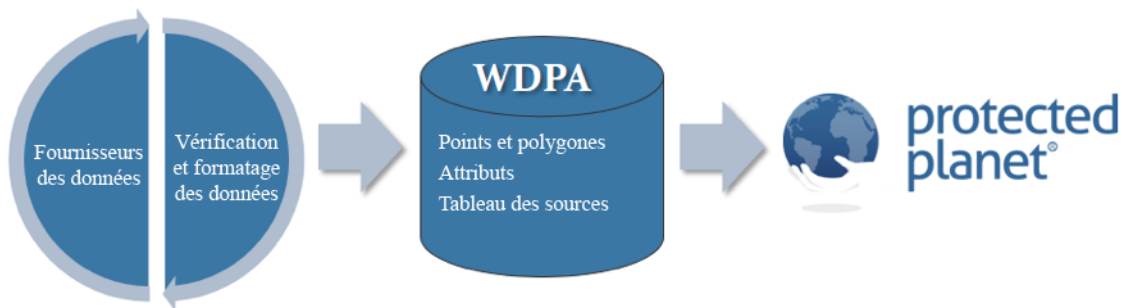 Fournisseurs
des données
Vérification
et formatage
des données
WDPA
Points et polygones
Attributs
Tableau des sources
protected
planet®